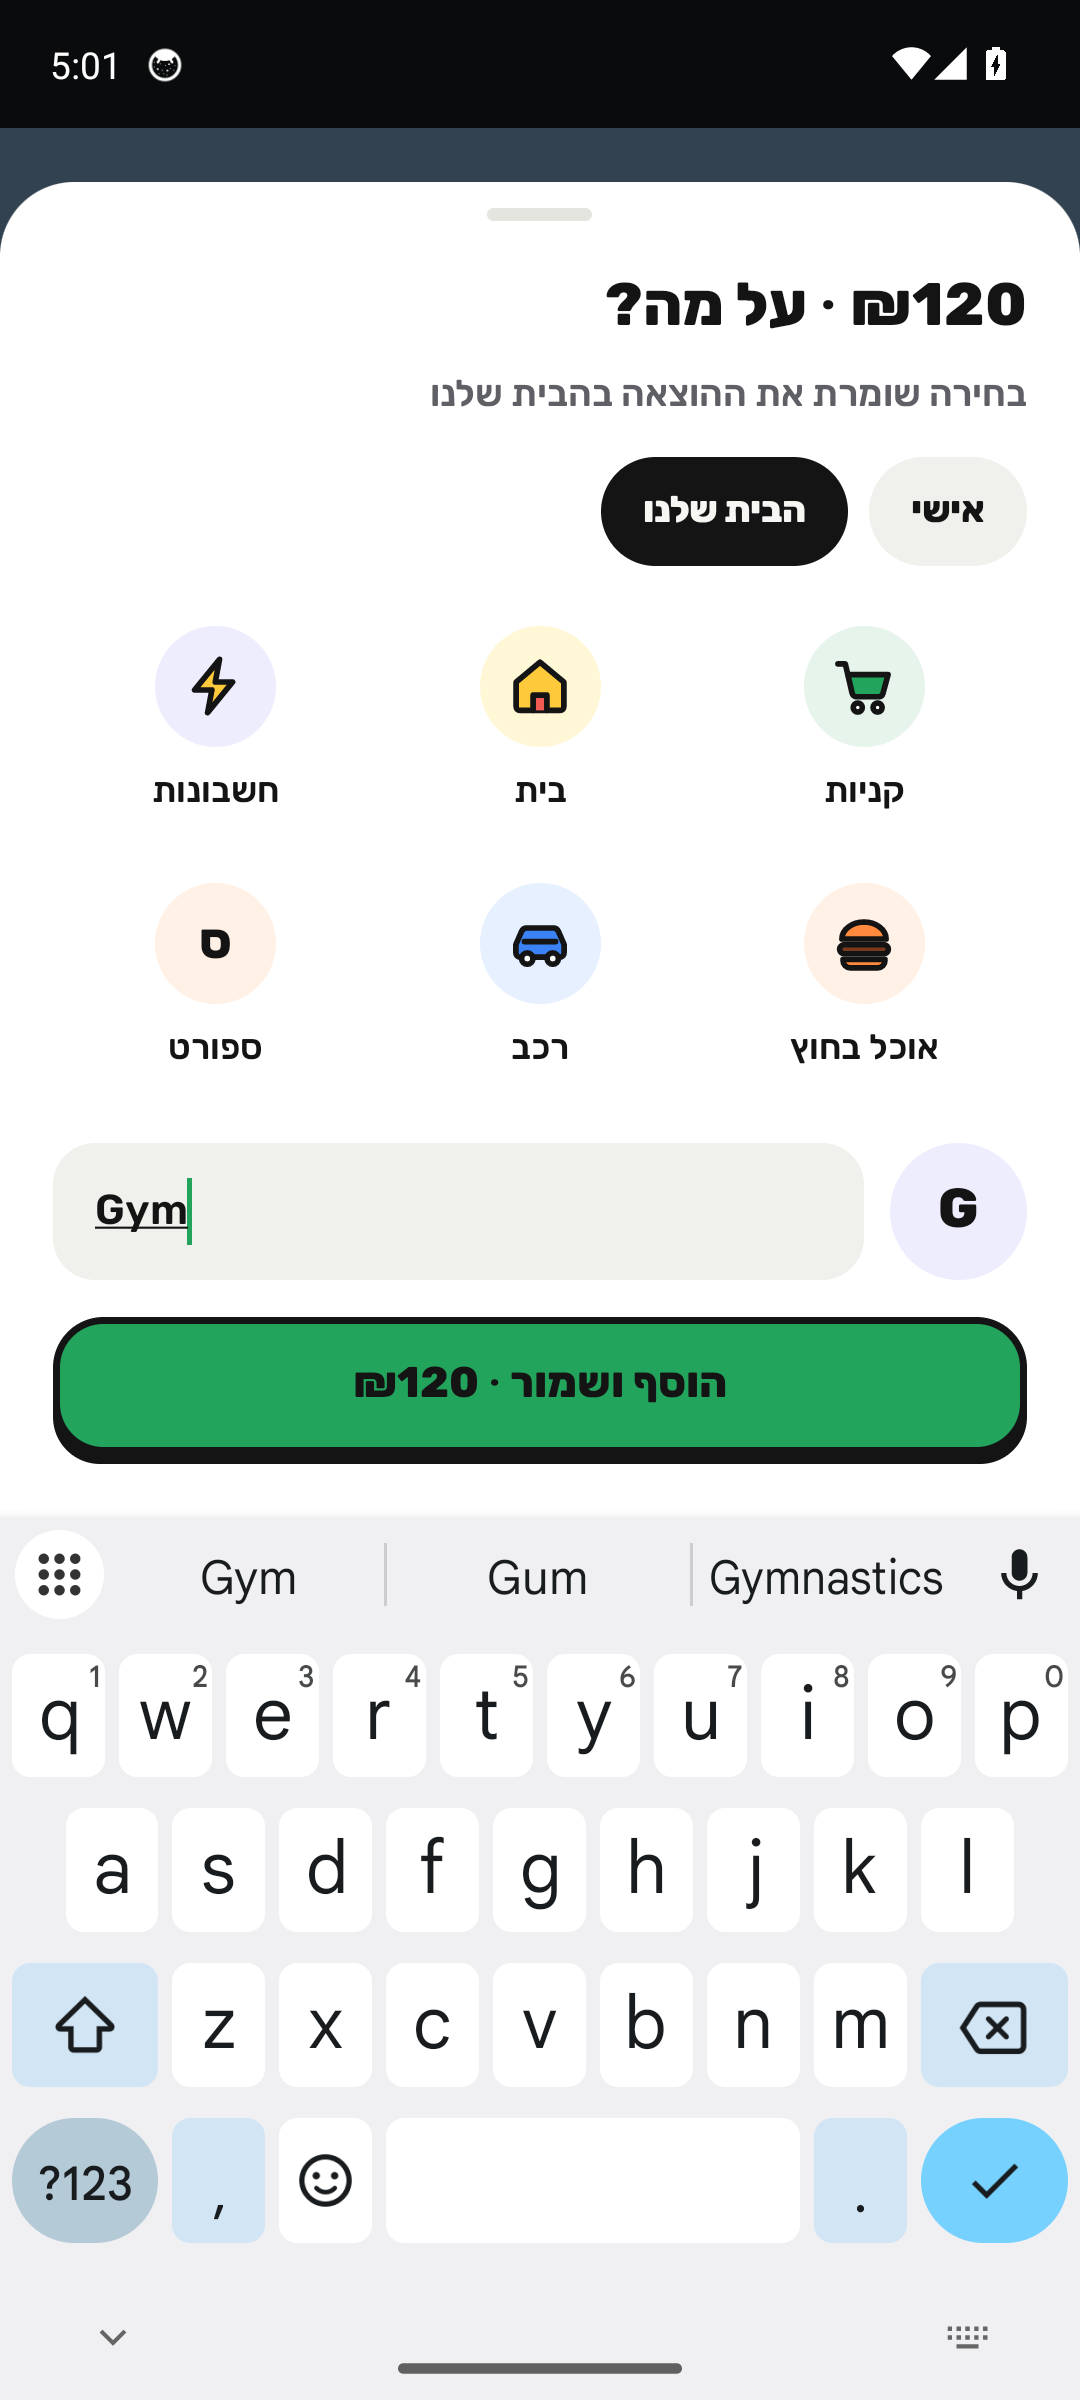 5:01
₪120 · על מה?
בחירה שומרת את ההוצאה בהבית שלנו
אישי
הבית שלנו
קניות
בית
חשבונות
ס
אוכל בחוץ
רכב
ספורט
G
Gym
הוסף ושמור · ₪120
Gym
Gum
Gymnastics
q 1 w 2 e 3 r 4 t 5 y 6 u 7 i 8 o 9 p 0
a s d f g h j k l
z x c v b n m
?123 , .